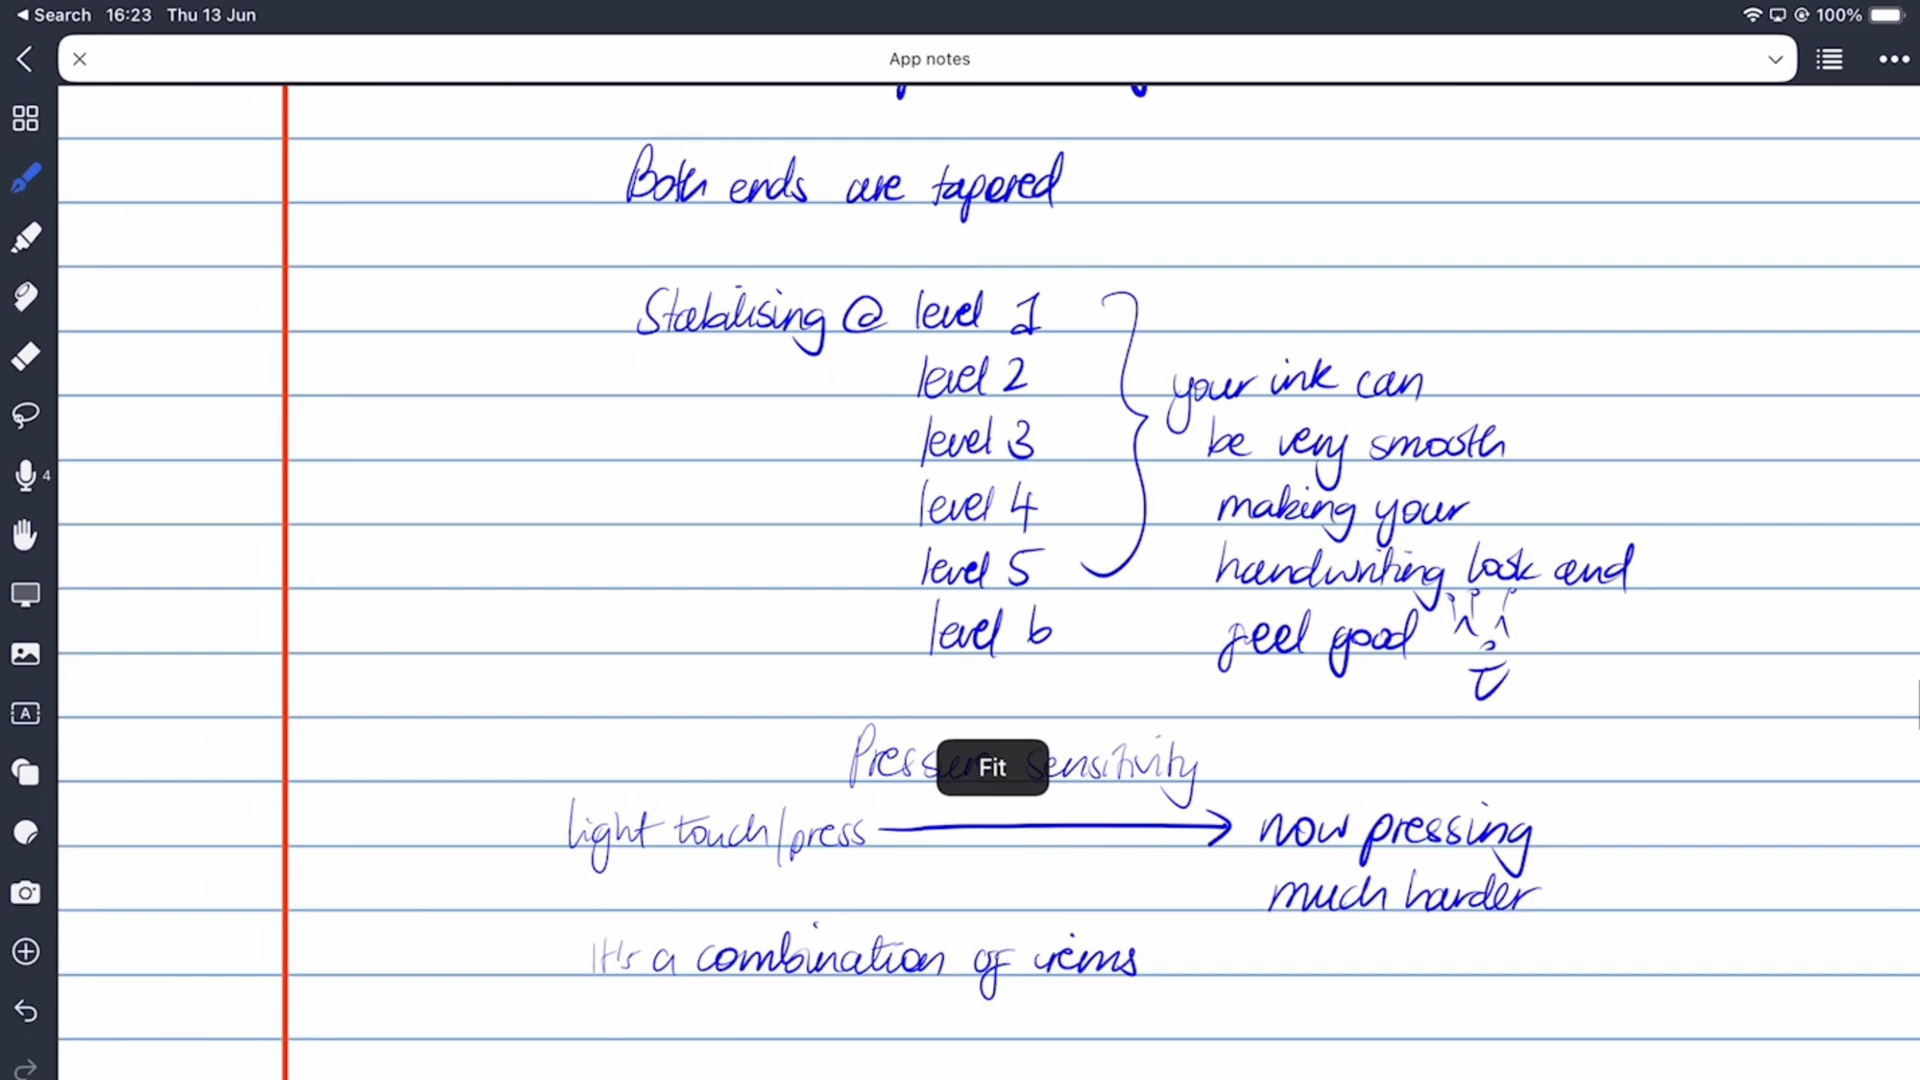 Search 16:23 Thu 13 Jun 100%
App notes
Both ends are tapered
Stabilising @ level 1
level 2
level 3
level 4
level 5
level 6
your ink can
be very smooth
making your
handwriting look and
feel good
4
A
Fit
sensitivity
light touch/press
now pressing
much harder
It's a combination of